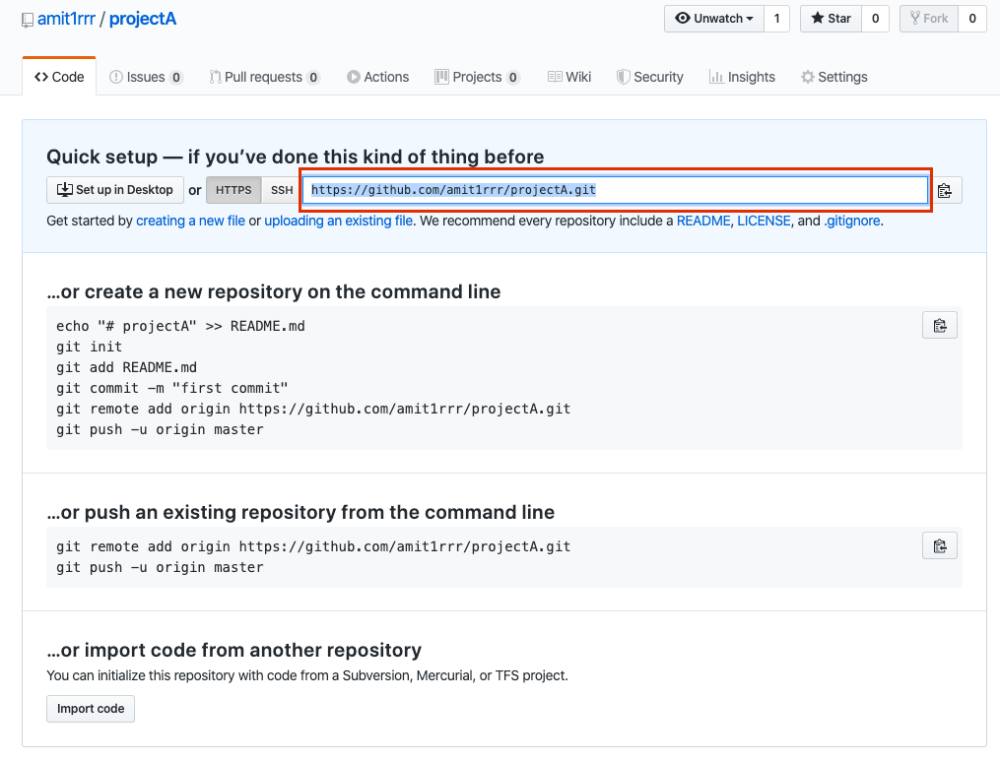 amit1rrr / projectA
Unwatch 1 Star 0 Fork 0
Code Issues 0 Pull requests 0 Actions Projects 0 Wiki Security Insights Settings
Quick setup — if you’ve done this kind of thing before
Set up in Desktop or HTTPS SSH https://github.com/amit1rrr/projectA.git
Get started by creating a new file or uploading an existing file. We recommend every repository include a README, LICENSE, and .gitignore.
…or create a new repository on the command line
echo "# projectA" >> README.md
git init
git add README.md
git commit -m "first commit"
git remote add origin https://github.com/amit1rrr/projectA.git
git push -u origin master
…or push an existing repository from the command line
git remote add origin https://github.com/amit1rrr/projectA.git
git push -u origin master
…or import code from another repository
You can initialize this repository with code from a Subversion, Mercurial, or TFS project.
Import code